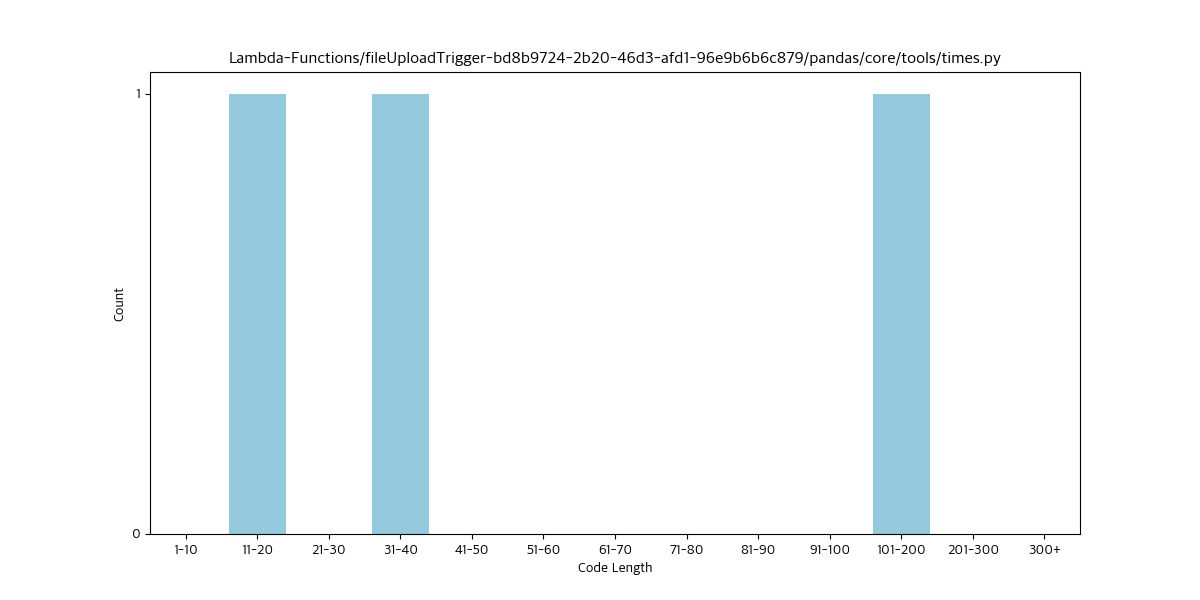 Lambda-Functions/fileUploadTrigger-bd8b9724-2b20-46d3-afd1-96e9b6b6c879/pandas/core/tools/times.py
1
Count
0
1-10 11-20 21-30 31-40 41-50 51-60 61-70 71-80 81-90 91-100 101-200 201-300 300+
Code Length